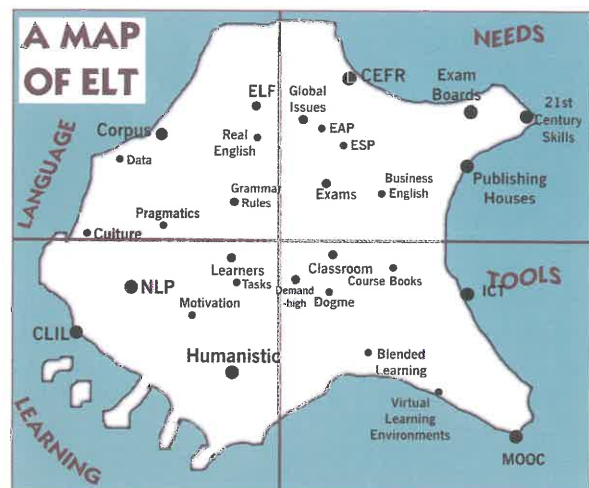 A MAP
OF ELT
NEEDS
LANGUAGE
TOOLS
LEARNING
CEFR
ELF
Global
Issues
Exam
Boards
21st
Century
Skills
Corpus
Real
English
EAP
ESP
Data
Publishing
Houses
Grammar
Rules
Exams
Business
English
Pragmatics
Culture
Learners
Tasks
Classroom
Course Books
Demand
-high
Dogme
NLP
Motivation
ICT
CLIL
Humanistic
Blended
Learning
Virtual
Learning
Environments
MOOC